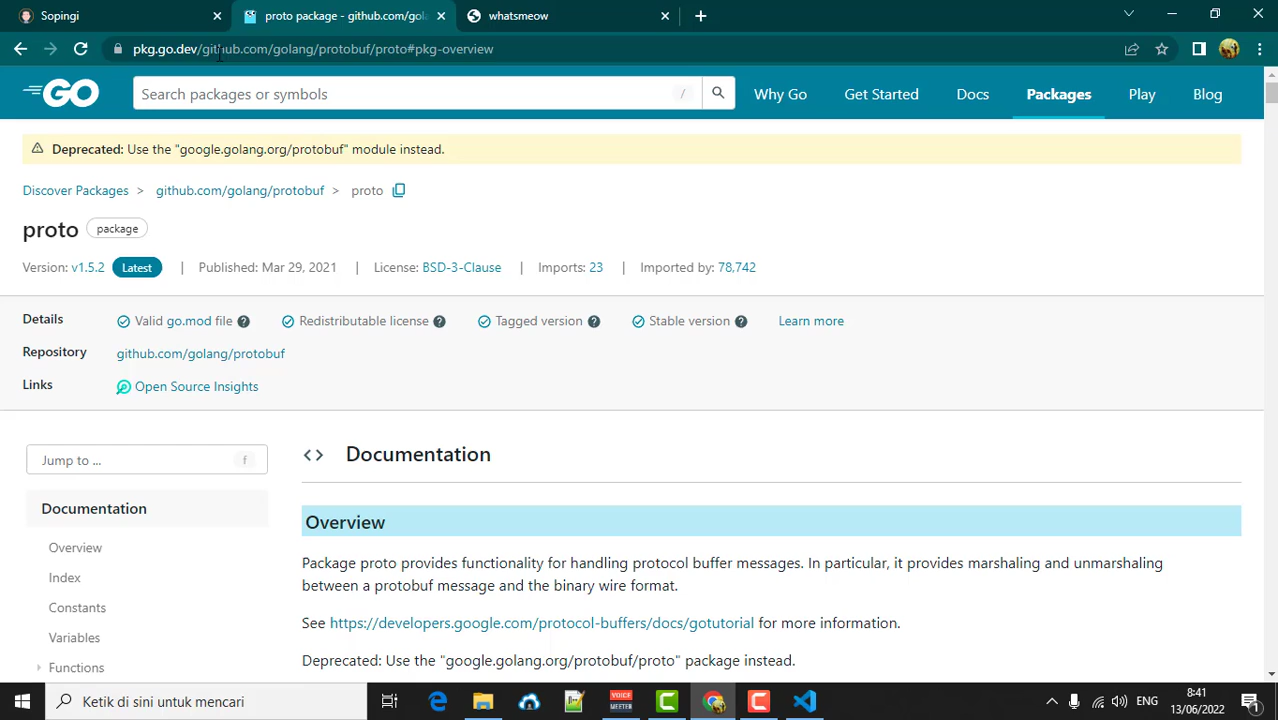 Sopingi
proto package - github.com/gola
whatsmeow
pkg.go.dev/github.com/golang/protobuf/proto#pkg-overview
GO
Search packages or symbols
/
Why Go
Get Started
Docs
Packages
Play
Blog
Deprecated: Use the "google.golang.org/protobuf" module instead.
Discover Packages > github.com/golang/protobuf > proto
proto package
Version: v1.5.2 Latest | Published: Mar 29, 2021 | License: BSD-3-Clause | Imports: 23 | Imported by: 78,742
Details
Valid go.mod file ?
Redistributable license ?
Tagged version ?
Stable version ?
Learn more
Repository
github.com/golang/protobuf
Links
Open Source Insights
Jump to ... f
Documentation
Overview
Index
Constants
Variables
Functions
<> Documentation
Overview
Package proto provides functionality for handling protocol buffer messages. In particular, it provides marshaling and unmarshaling
between a protobuf message and the binary wire format.
See https://developers.google.com/protocol-buffers/docs/gotutorial for more information.
Deprecated: Use the "google.golang.org/protobuf/proto" package instead.
Ketik di sini untuk mencari
VOICE
MEETER
ENG
8:41
13/06/2022
1